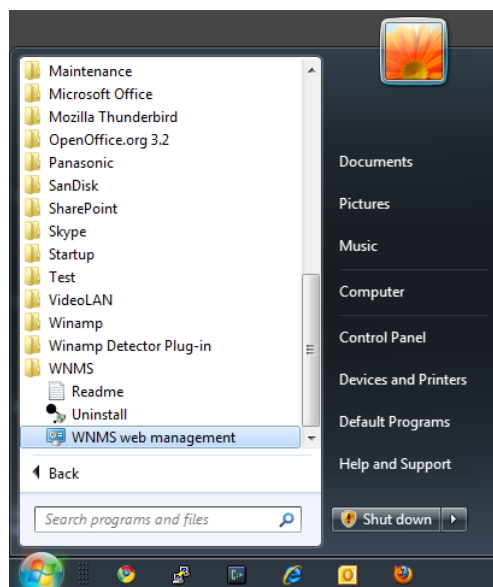 Maintenance
Microsoft Office
Mozilla Thunderbird
OpenOffice.org 3.2
Panasonic
SanDisk
SharePoint
Skype
Startup
Test
VideoLAN
Winamp
Winamp Detector Plug-in
WNMS
Readme
Uninstall
WNMS web management
Back
Search programs and files
Documents
Pictures
Music
Computer
Control Panel
Devices and Printers
Default Programs
Help and Support
Shut down